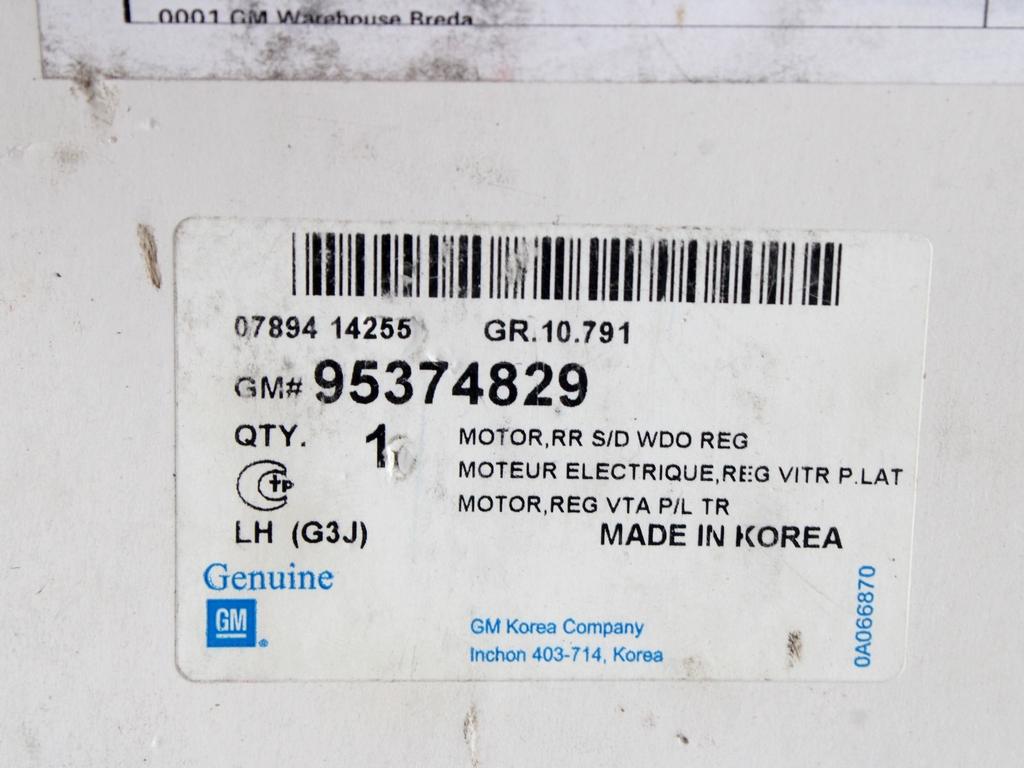 0001 GM Warehouse Breda
07894 14255 GR.10.791
GM# 95374829
QTY. 1
MOTOR,RR S/D WDO REG
MOTEUR ELECTRIQUE,REG VITR P.LAT
MOTOR,REG VTA P/L TR
LH (G3J)
MADE IN KOREA
Genuine
GM
GM Korea Company
Inchon 403-714, Korea
0A066870